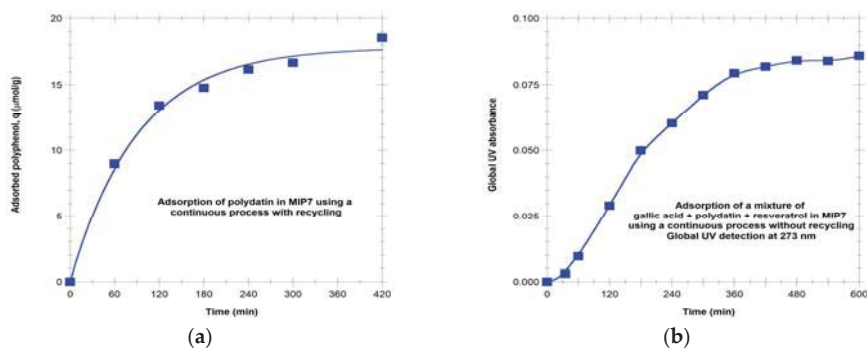 20
15
10
6
0
0
60
120
180
240
300
360
420
Adsorbed polyphenol, q (μmol/g)
Time (min)
Adsorption of polydatin in MIP7 using a
continuous process with recycling
(a)
0.100
0.075
0.050
0.026
0.000
0
120
240
360
480
600
Global UV absorbance
Time (min)
Adsorption of a mixture of
gallic acid + polydatin + resveratrol in MIP7
using a continuous process without recycling
Global UV detection at 273 nm
(b)